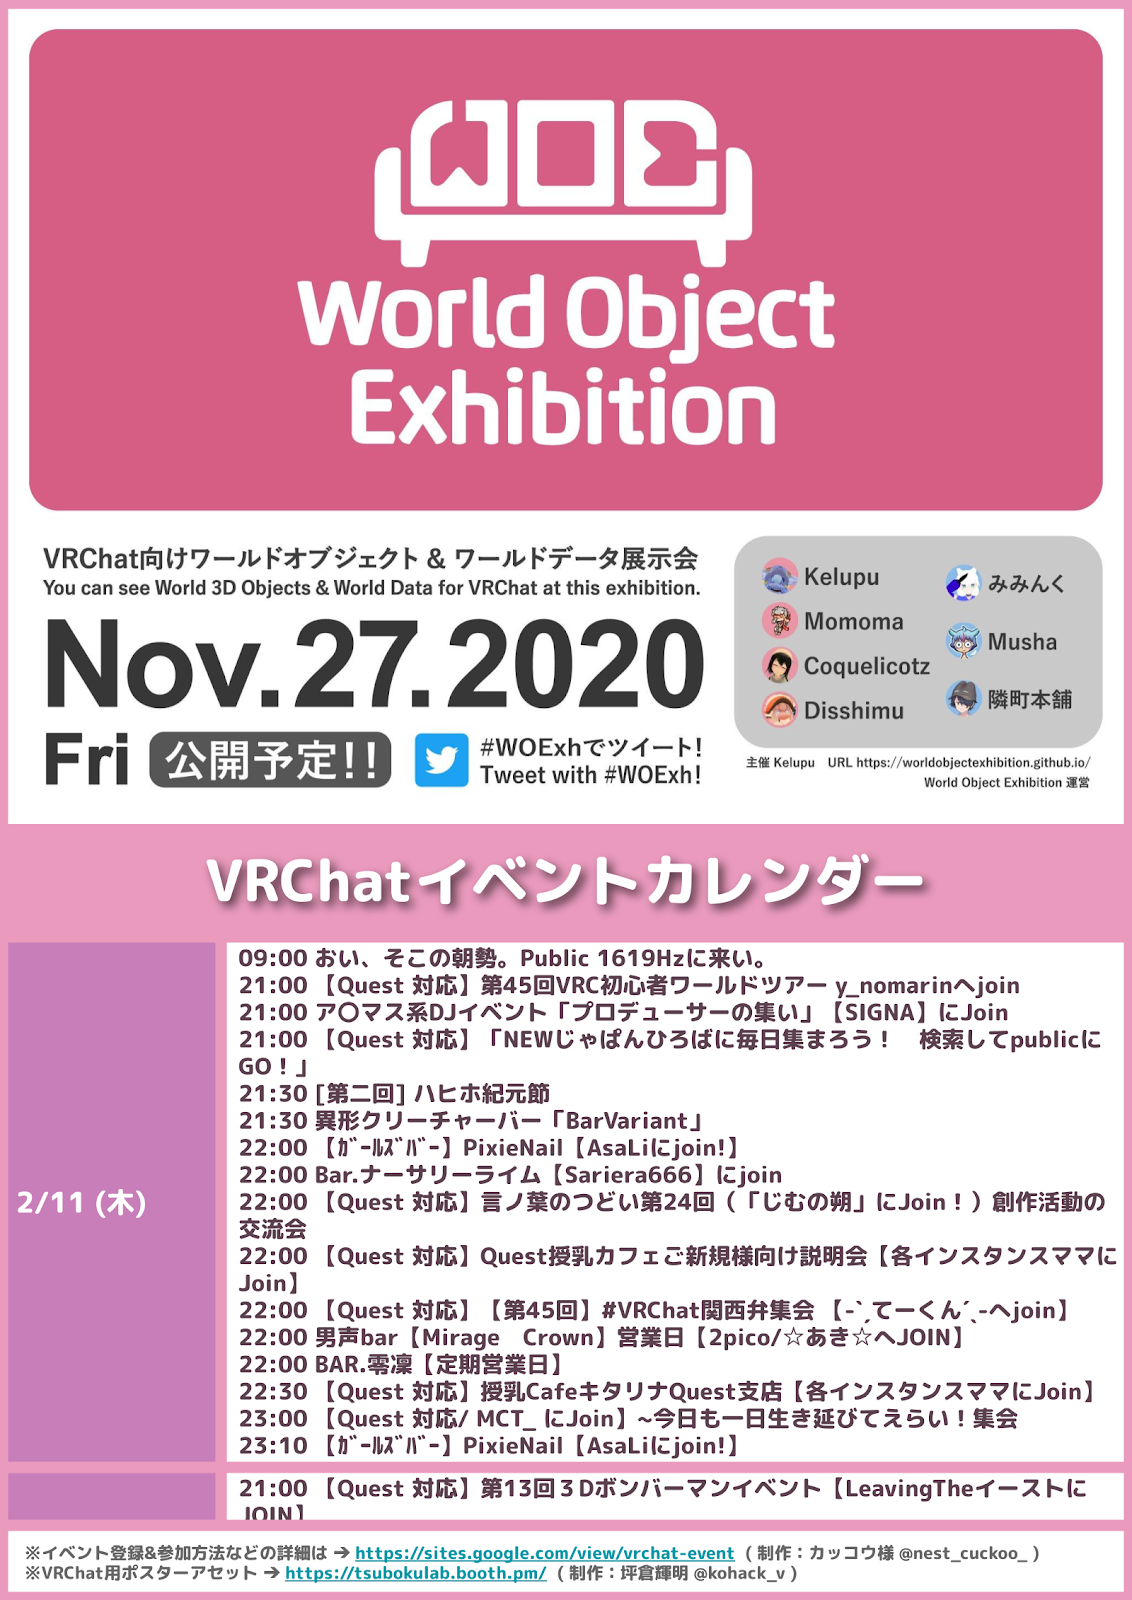 WOE
World Object
Exhibition
VRChat向けワールドオブジェクト & ワールドデータ展示会
You can see World 3D Objects & World Data for VRChat at this exhibition.
Nov.27.2020
Fri 公開予定!!
#WOExhでツイート!
Tweet with #WOExh!
Kelupu
Momoma
Coquelicotz
Disshimu
みみんく
Musha
隣町本舗
主催 Kelupu URL https://worldobjectexhibition.github.io/
World Object Exhibition 運営
VRChatイベントカレンダー
2/11 (木)
09:00 おい、そこの朝勢。Public 1619Hzに来い。
21:00 【Quest 対応】第45回VRC初心者ワールドツアー y_nomarinへjoin
21:00 ア〇マス系DJイベント「プロデューサーの集い」【SIGNA】にJoin
21:00 【Quest 対応】「NEWじゃぱんひろばに毎日集まろう！　検索してpublicに
GO！」
21:30 [第二回] ハヒホ紀元節
21:30 異形クリーチャーバー「BarVariant」
22:00 【ｶﾞｰﾙｽﾞﾊﾞｰ】PixieNail【AsaLiにjoin!】
22:00 Bar.ナーサリーライム【Sariera666】にjoin
22:00 【Quest 対応】言ノ葉のつどい第24回（「じむの朔」にJoin！）創作活動の
交流会
22:00 【Quest 対応】Quest授乳カフェご新規様向け説明会【各インスタンスママに
Join】
22:00 【Quest 対応】【第45回】#VRChat関西弁集会 【-ˋˏてーくんˊˎ-へjoin】
22:00 男声bar【Mirage　Crown】営業日【2pico/☆あき☆へJOIN】
22:00 BAR.零凜【定期営業日】
22:30 【Quest 対応】授乳CafeキタリナQuest支店【各インスタンスママにJoin】
23:00 【Quest 対応/ MCT_ にJoin】~今日も一日生き延びてえらい！集会
23:10 【ｶﾞｰﾙｽﾞﾊﾞｰ】PixieNail【AsaLiにjoin!】
21:00 【Quest 対応】第13回３Dボンバーマンイベント【LeavingTheイーストに
JOIN】
※イベント登録&参加方法などの詳細は ➔ https://sites.google.com/view/vrchat-event （制作：カッコウ様 @nest_cuckoo_ ）
※VRChat用ポスターアセット ➔ https://tsubokulab.booth.pm/ （制作：坪倉輝明 @kohack_v ）